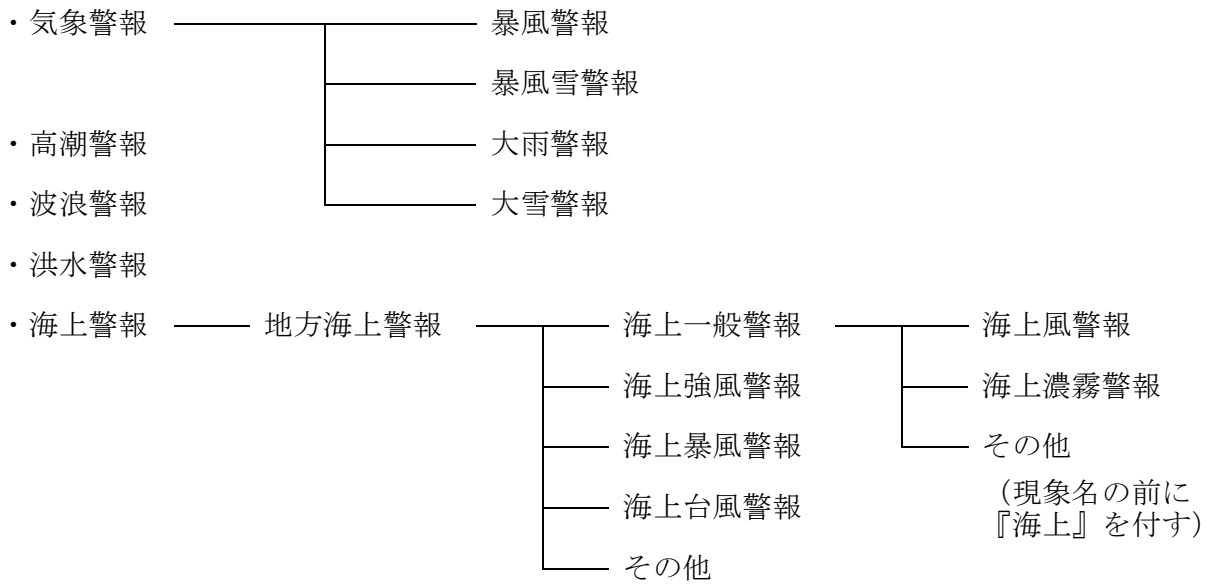 ・気象警報 暴風警報
暴風雪警報
・高潮警報 大雨警報
・波浪警報 大雪警報
・洪水警報
・海上警報 地方海上警報 海上一般警報 海上風警報
海上強風警報 海上濃霧警報
海上暴風警報 その他
海上台風警報 （現象名の前に
『海上』を付す）
その他